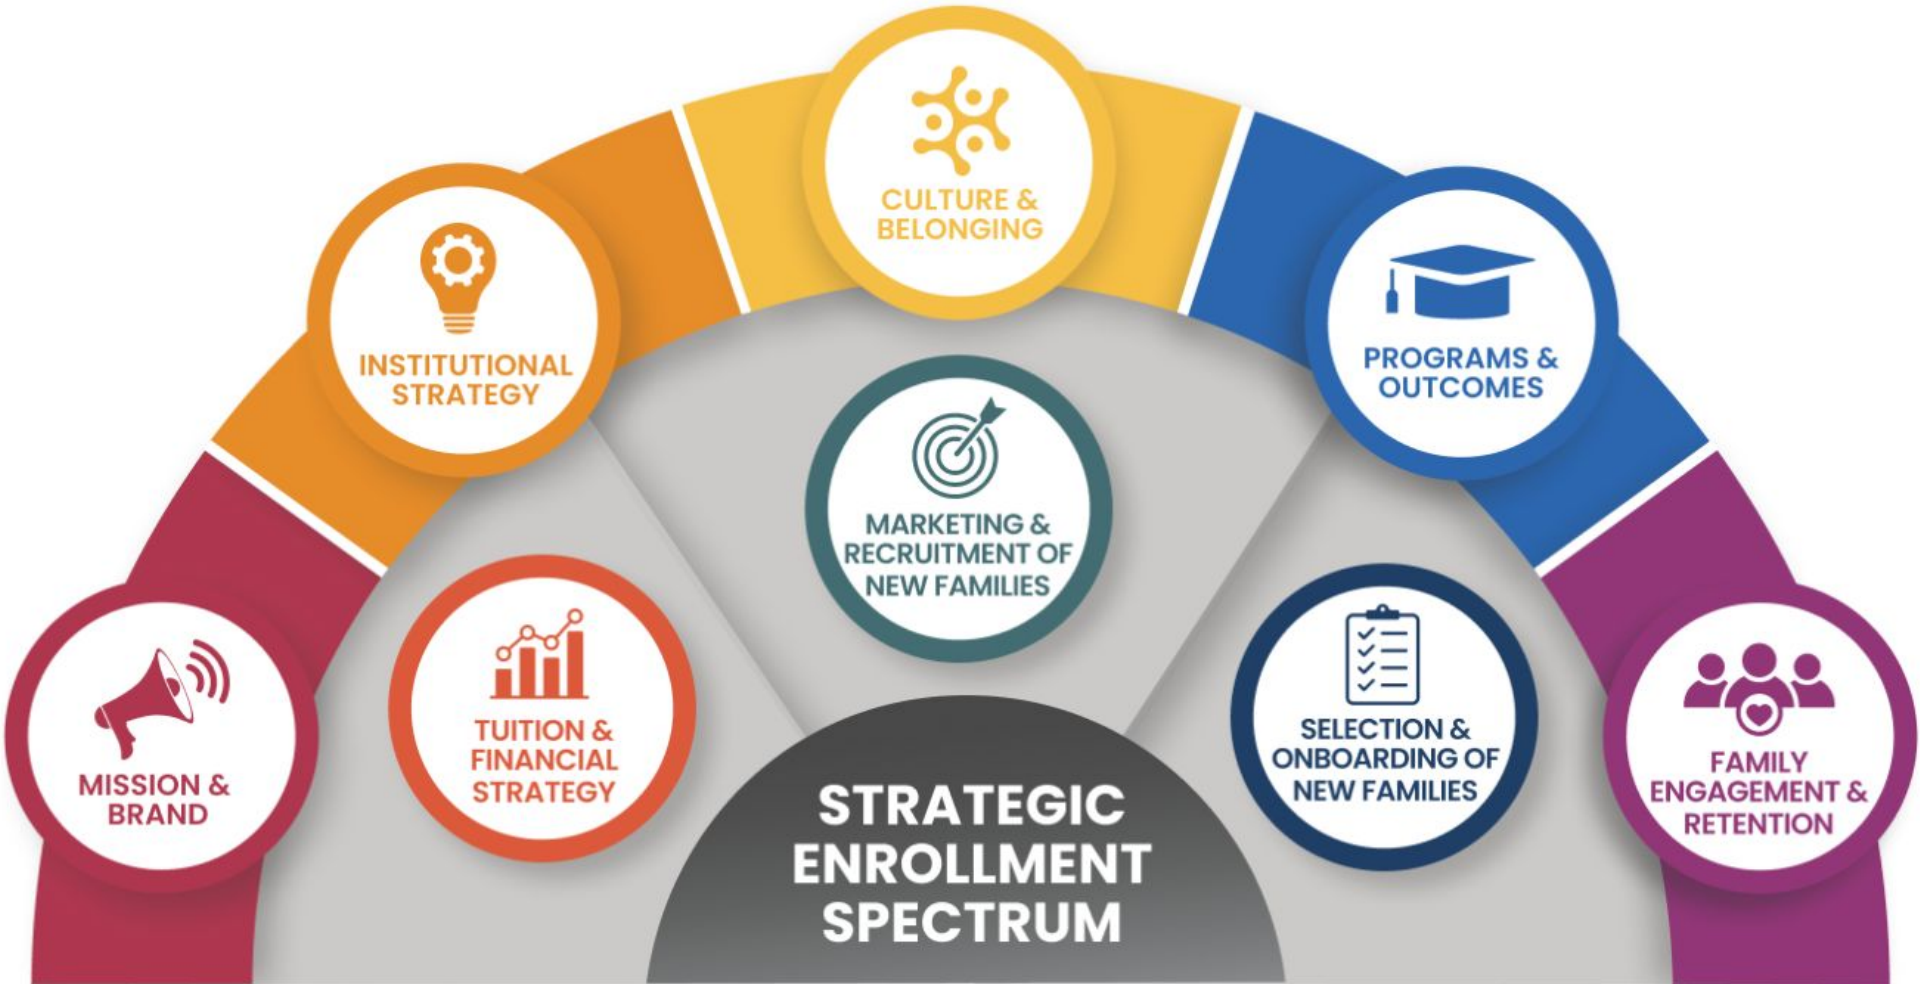 CULTURE &
BELONGING
INSTITUTIONAL
STRATEGY
PROGRAMS &
OUTCOMES
MARKETING &
RECRUITMENT OF
NEW FAMILIES
MISSION &
BRAND
TUITION &
FINANCIAL
STRATEGY
SELECTION &
ONBOARDING OF
NEW FAMILIES
FAMILY
ENGAGEMENT &
RETENTION
STRATEGIC
ENROLLMENT
SPECTRUM